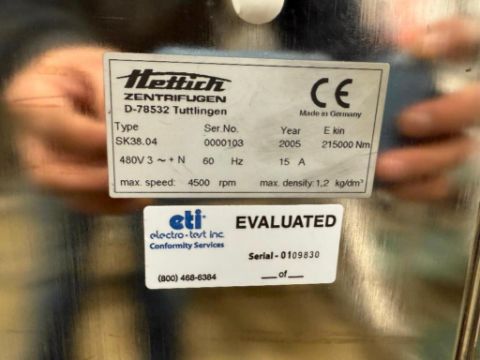 Hettich
ZENTRIFUGEN
D-78532 Tuttlingen
CE
Made in Germany
Type Ser.No. Year E kin
SK38.04 0000103 2005 215000 Nm
480V 3 ~ + N 60 Hz 15 A
max. speed: 4500 rpm max. density: 1,2 kg/dm³
eti
electro-test inc.
Conformity Services
(800) 468-6384
EVALUATED
Serial - 0109830
__ of __